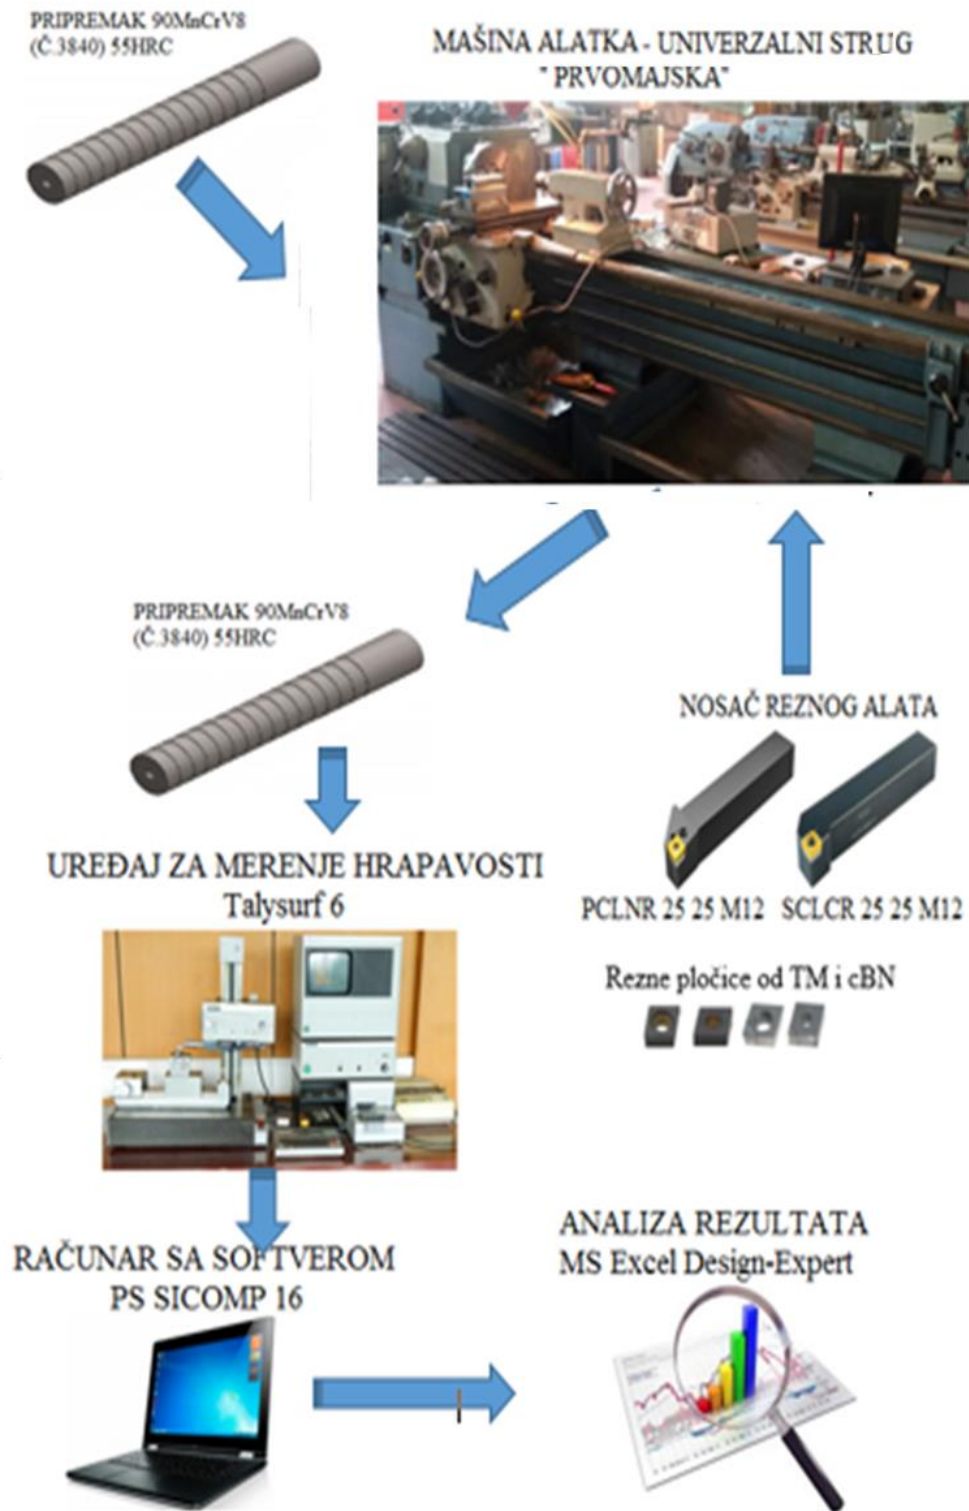 PRIPREMAK 90MnCrV8
(Č.3840) 55HRC
MAŠINA ALATKA - UNIVERZALNI STRUG
" PRVOMAJSKA"
PRIPREMAK 90MnCrV8
(Č.3840) 55HRC
NOSAČ REZNOG ALATA
PCLNR 25 25 M12 SCLCR 25 25 M12
Rezne pločice od TM i cBN
UREĐAJ ZA MERENJE HRAPAVOSTI
Talysurf 6
RAČUNAR SA SOFTVEROM
PS SICOMP 16
ANALIZA REZULTATA
MS Excel Design-Expert